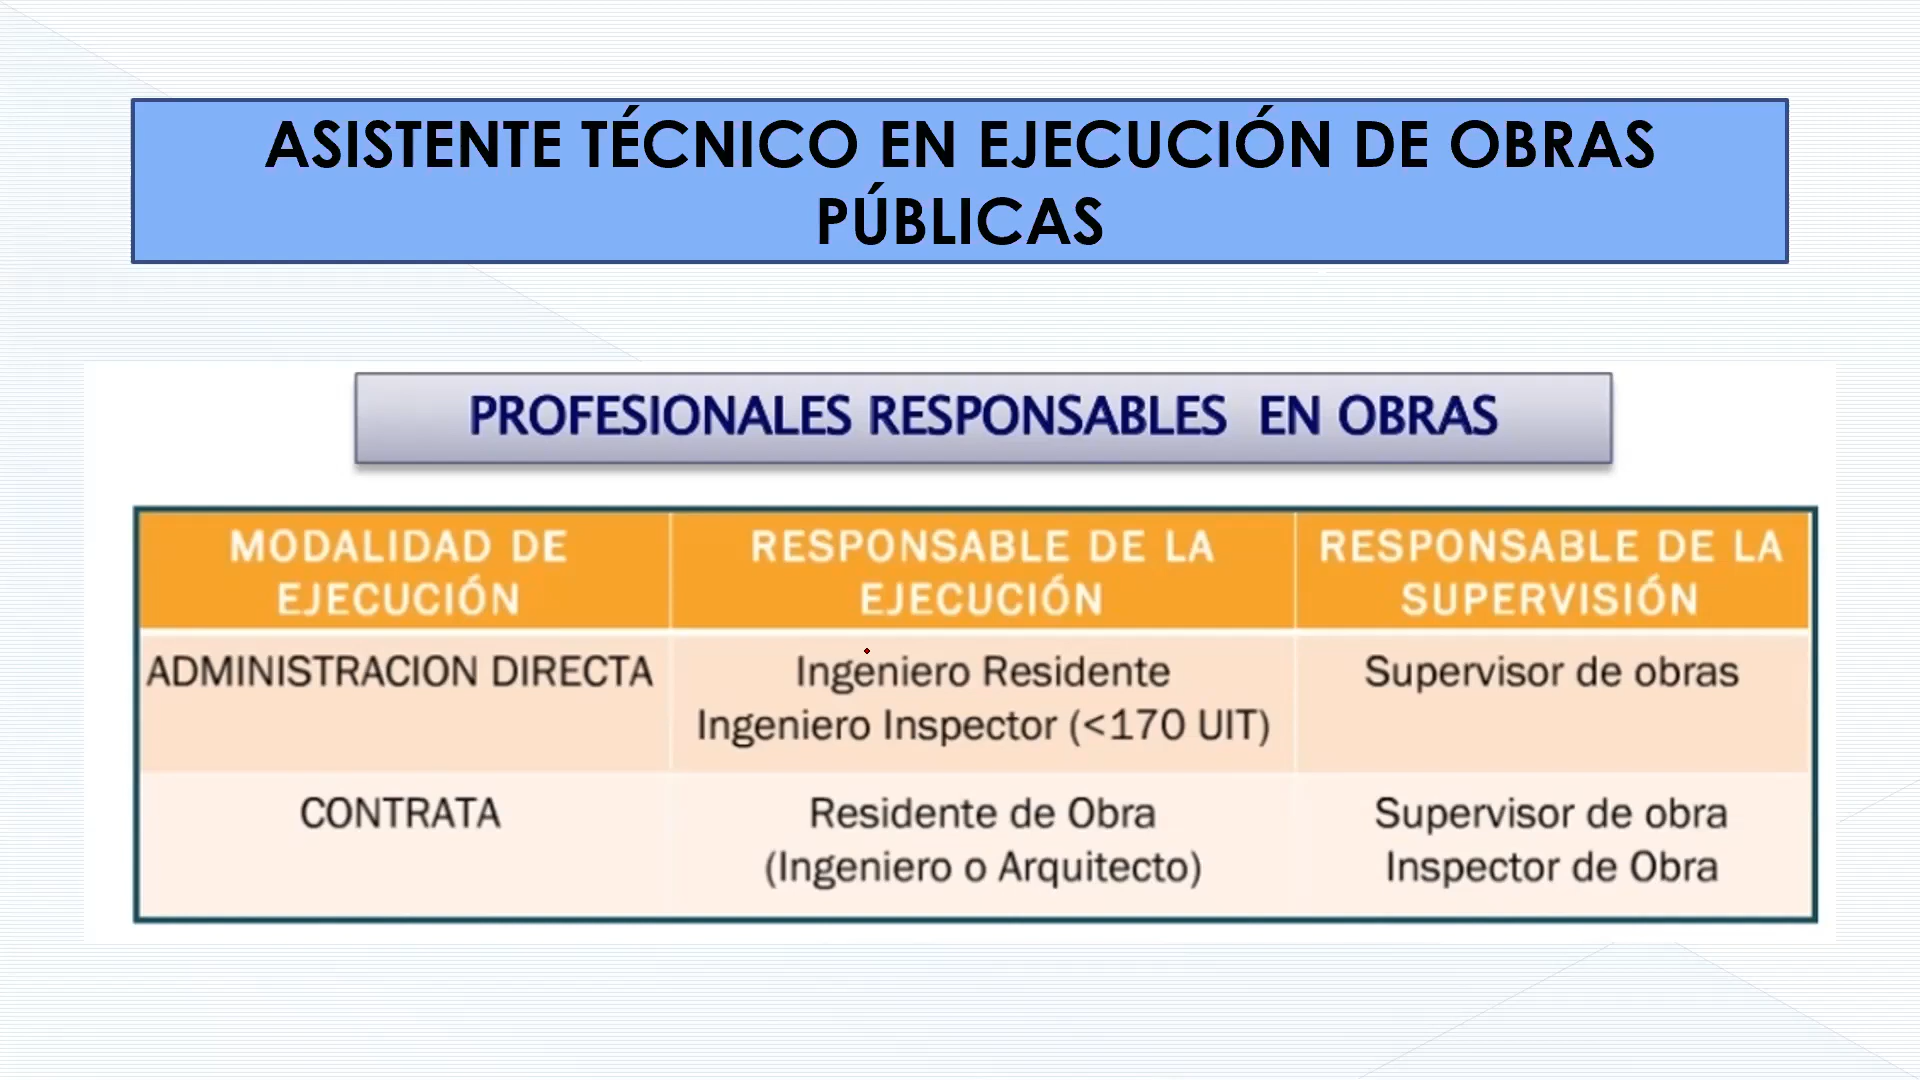 ASISTENTE TÉCNICO EN EJECUCIÓN DE OBRAS
PÚBLICAS
PROFESIONALES RESPONSABLES EN OBRAS
MODALIDAD DE
EJECUCIÓN
RESPONSABLE DE LA
EJECUCIÓN
RESPONSABLE DE LA
SUPERVISIÓN
ADMINISTRACION DIRECTA
Ingeniero Residente
Ingeniero Inspector (<170 UIT)
Supervisor de obras
CONTRATA
Residente de Obra
(Ingeniero o Arquitecto)
Supervisor de obra
Inspector de Obra